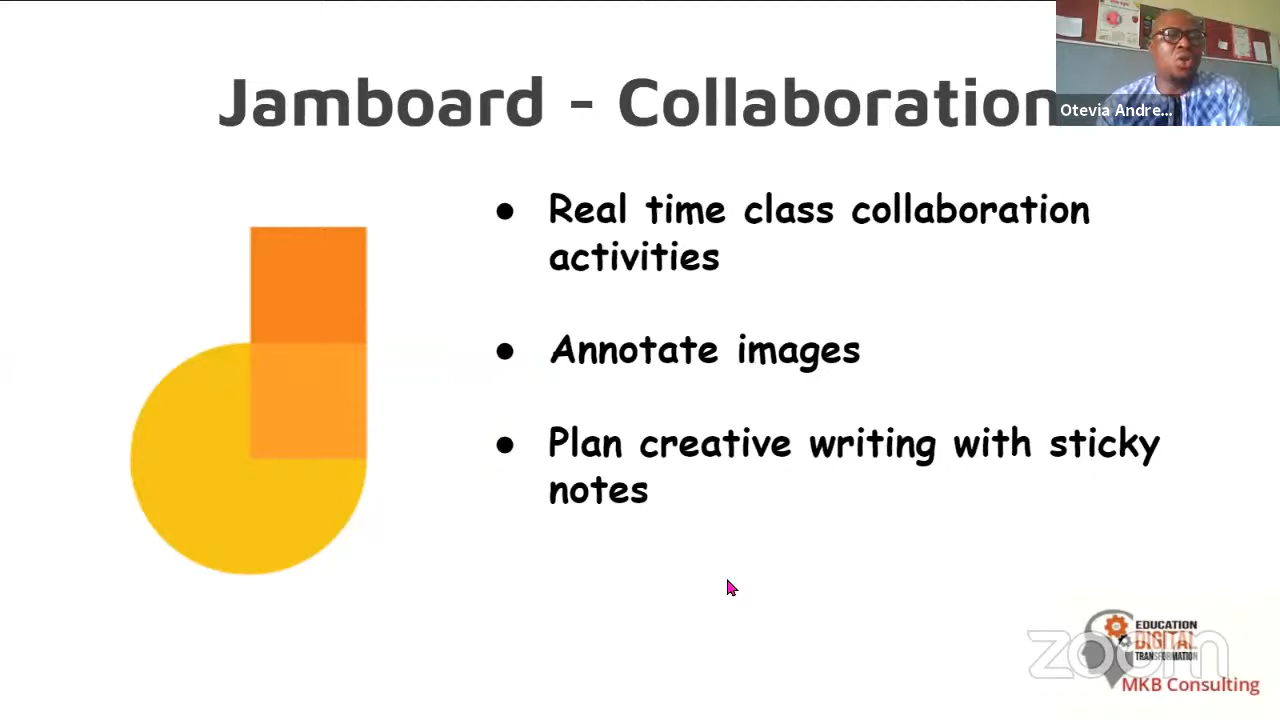 Jamboard - Collaboration
Otevia Andre...
● Real time class collaboration
activities
● Annotate images
● Plan creative writing with sticky
notes
EDUCATION
DIGITAL
TRANSFORMATION
zoom
MKB Consulting